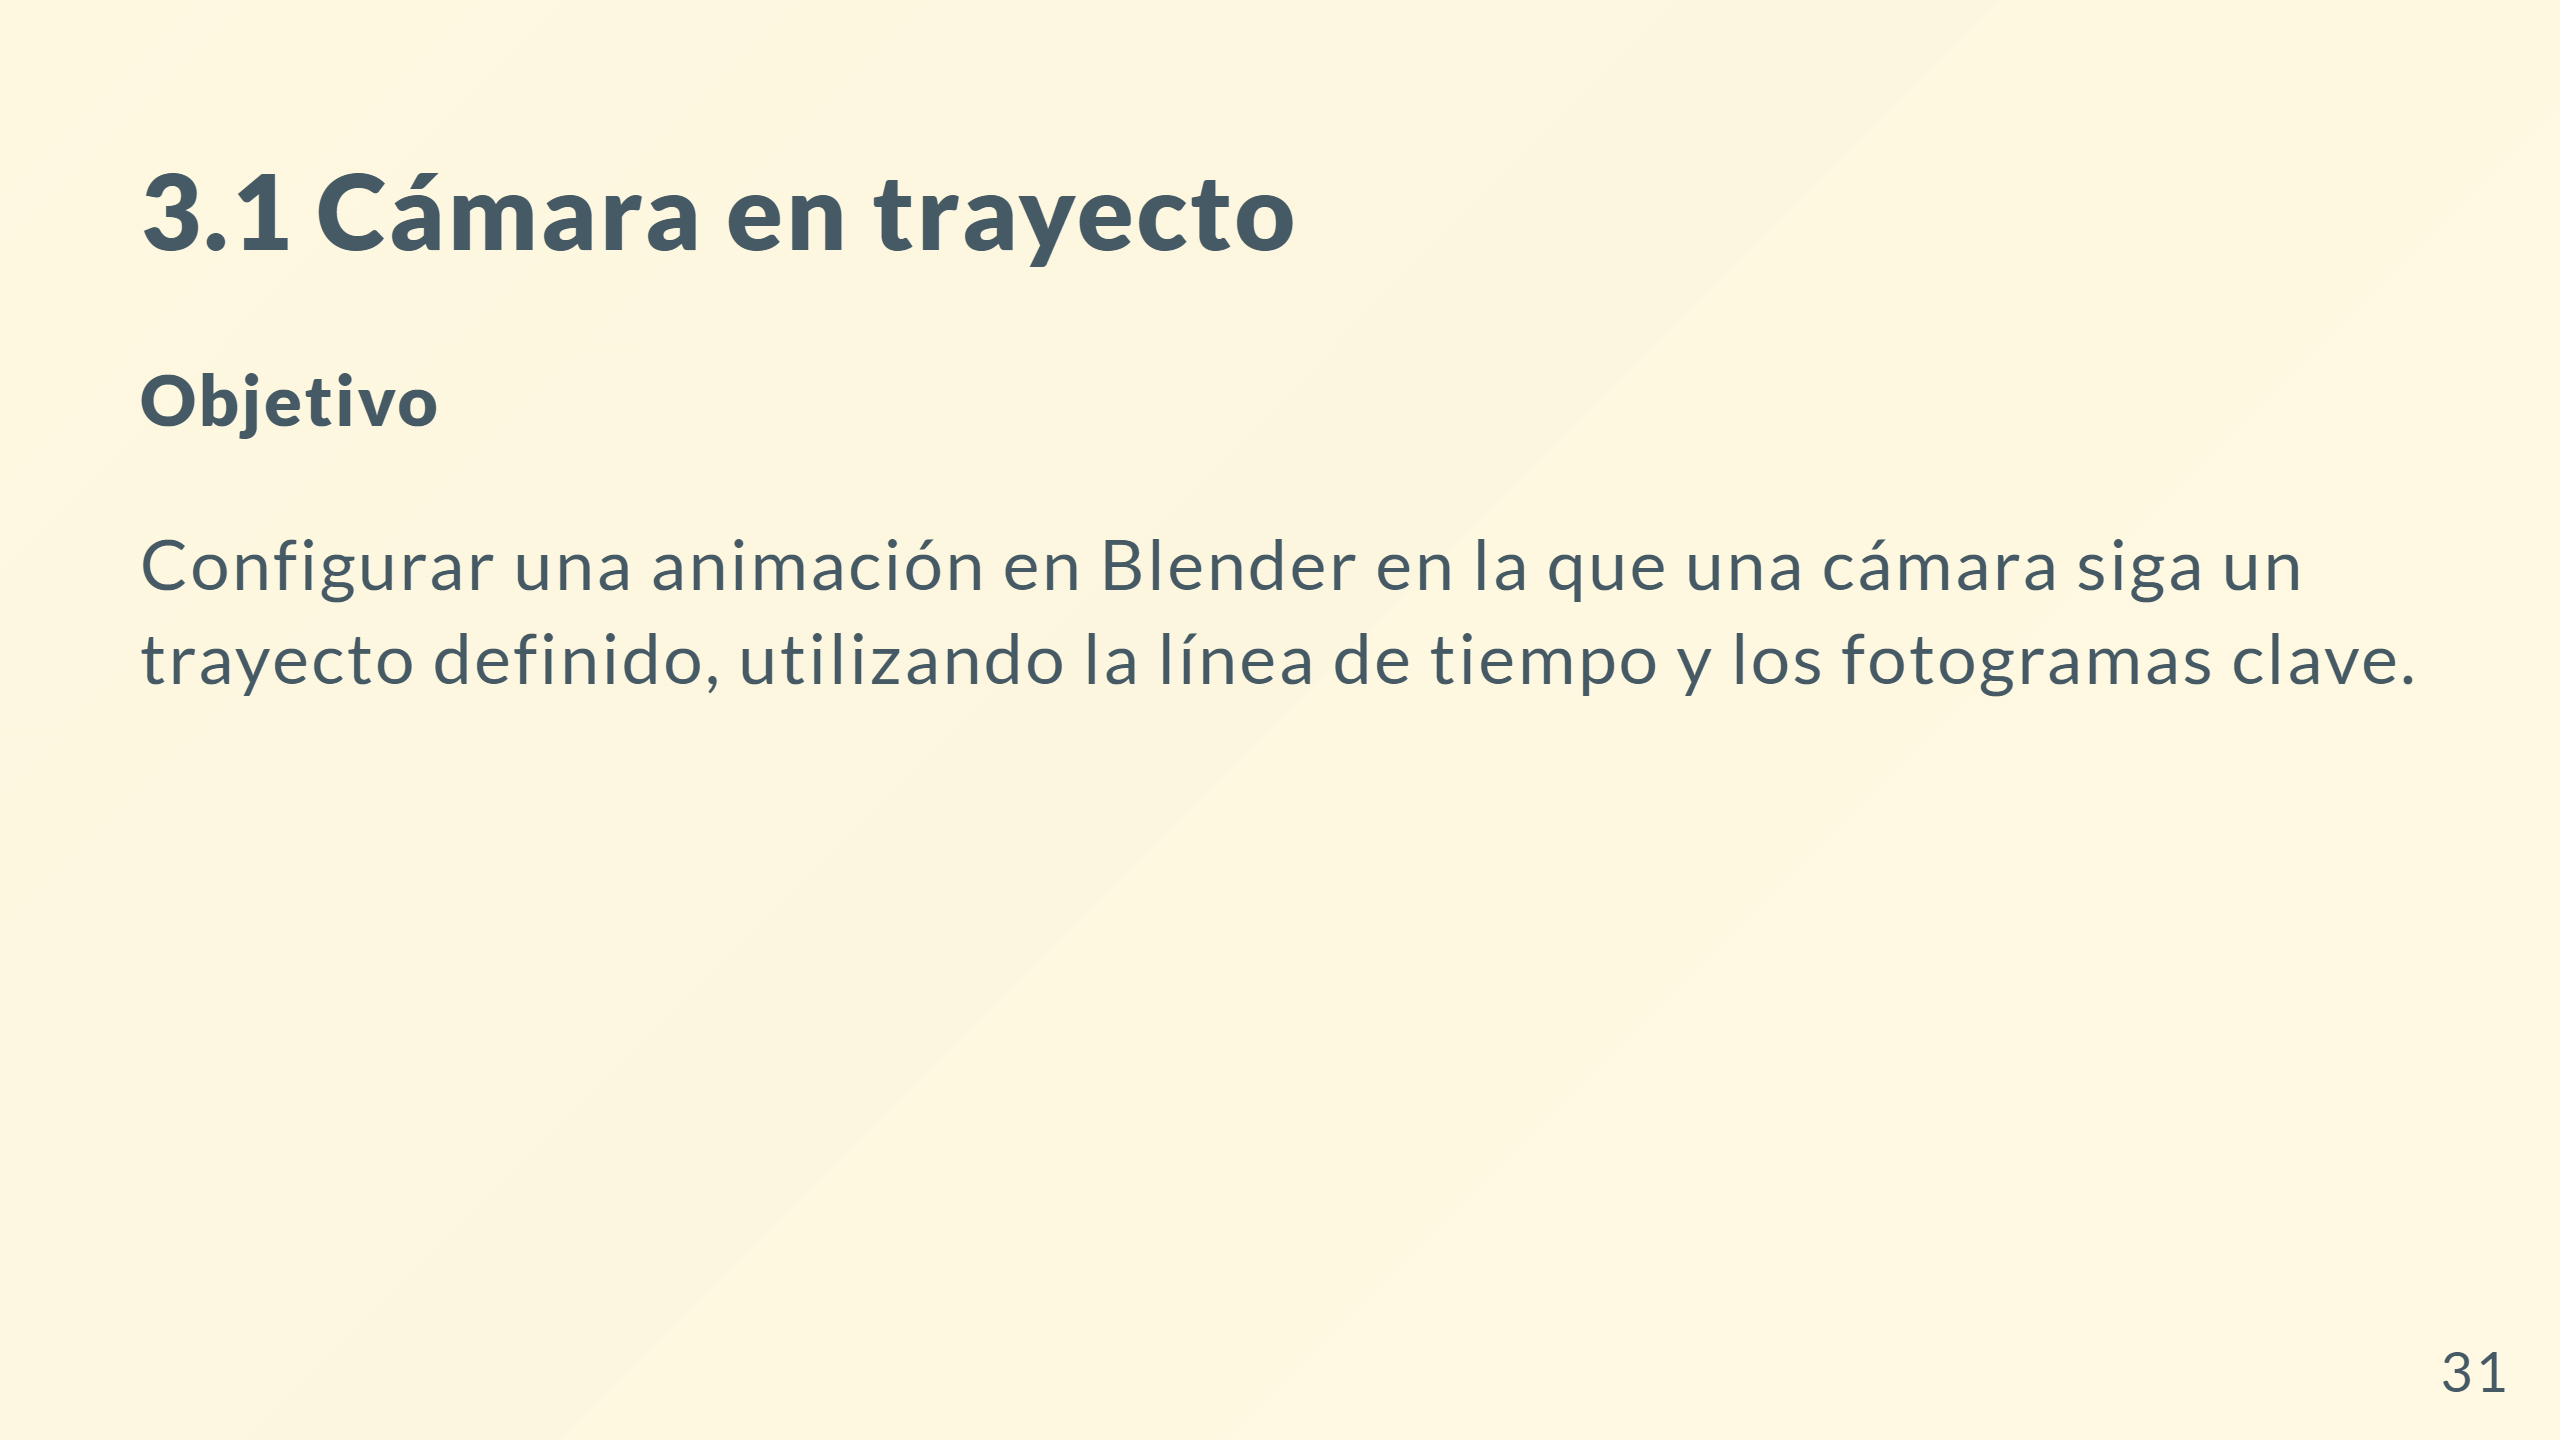 3.1 Cámara en trayecto
Objetivo
Configurar una animación en Blender en la que una cámara siga un
trayecto definido, utilizando la línea de tiempo y los fotogramas clave.
31